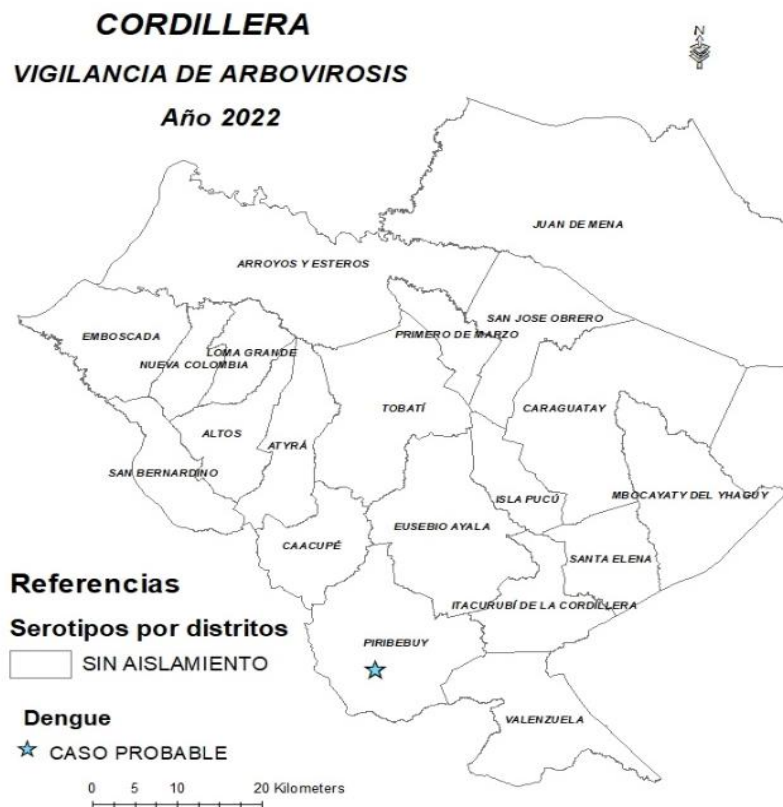 CORDILLERA
VIGILANCIA DE ARBOVIROSIS
Año 2022
N
JUAN DE MENA
ARROYOS Y ESTEROS
SAN JOSE OBRERO
EMBOSCADA
PRIMERO DE MARZO
LOMA GRANDE
NUEVA COLOMBIA
TOBATÍ
CARAGUATAY
ALTOS
ATYRÁ
SAN BERNARDINO
ISLA PUCÚ
MBOCAYATY DEL YHAGUY
EUSEBIO AYALA
CAACUPÉ
SANTA ELENA
ITACURUBÍ DE LA CORDILLERA
PIRIBEBUY
VALENZUELA
Referencias
Serotipos por distritos
SIN AISLAMIENTO
Dengue
CASO PROBABLE
0 5 10 20 Kilometers